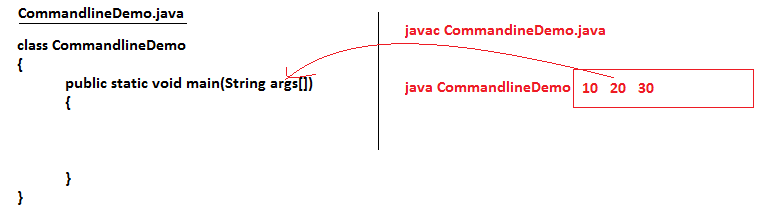 CommandlineDemo.java
class CommandlineDemo
{
public static void main(String args[])
{
}
}
javac CommandineDemo.java
java CommandlineDemo 10 20 30